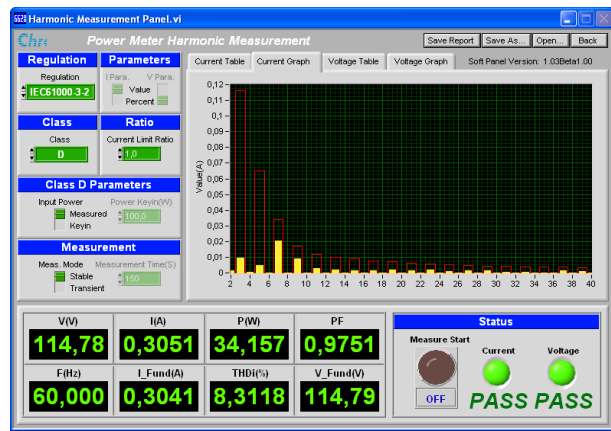 Harmonic Measurement Panel.vi
Power Meter Harmonic Measurement
Save Report Save As... Open... Back
Regulation Parameters
Current Table Current Graph Voltage Table Voltage Graph Soft Panel Version: 1.03Beta1.00
Regulation I Para. V Para.
IEC61000-3-2 Value
Percent
Class Ratio
Class Current Limit Ratio
D 1,0
Class D Parameters
Input Power Power Keyin(W)
Measured 100,0
Keyin
Measurement
Meas. Mode Measurement Time(S)
Stable 150
Transient
Value(A)
0,12
0,11
0,1
0,09
0,08
0,07
0,06
0,05
0,04
0,03
0,02
0,01
0
2 4 6 8 10 12 14 16 18 20 22 24 26 28 30 32 34 36 38 40
V(V) I(A) P(W) PF
114,78 0,3051 34,157 0,9751
F(Hz) I_Fund(A) THDi(%) V_Fund(V)
60,000 0,3041 8,3118 114,79
Status
Measure Start Current Voltage
OFF PASS PASS